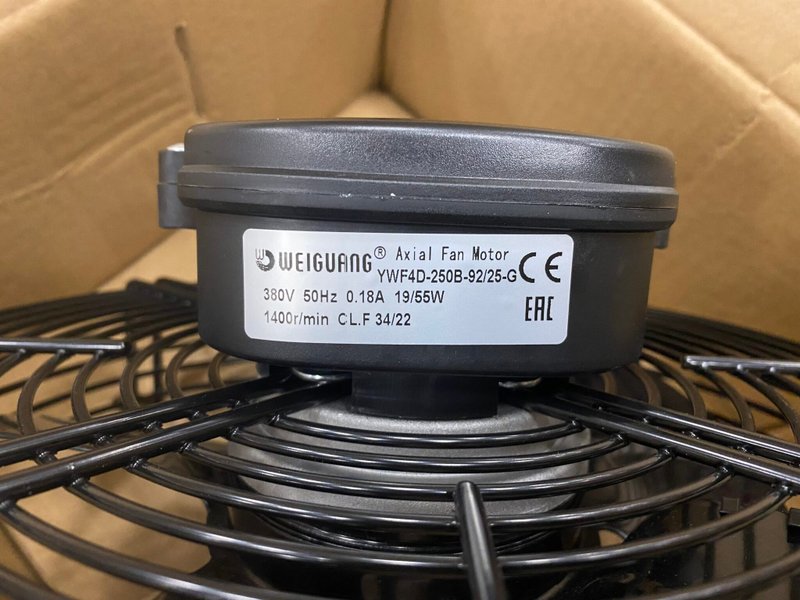 WEIGUANG® Axial Fan Motor
YWF4D-250B-92/25-G CE
380V 50Hz 0.18A 19/55W
1400r/min CL.F 34/22 EAC